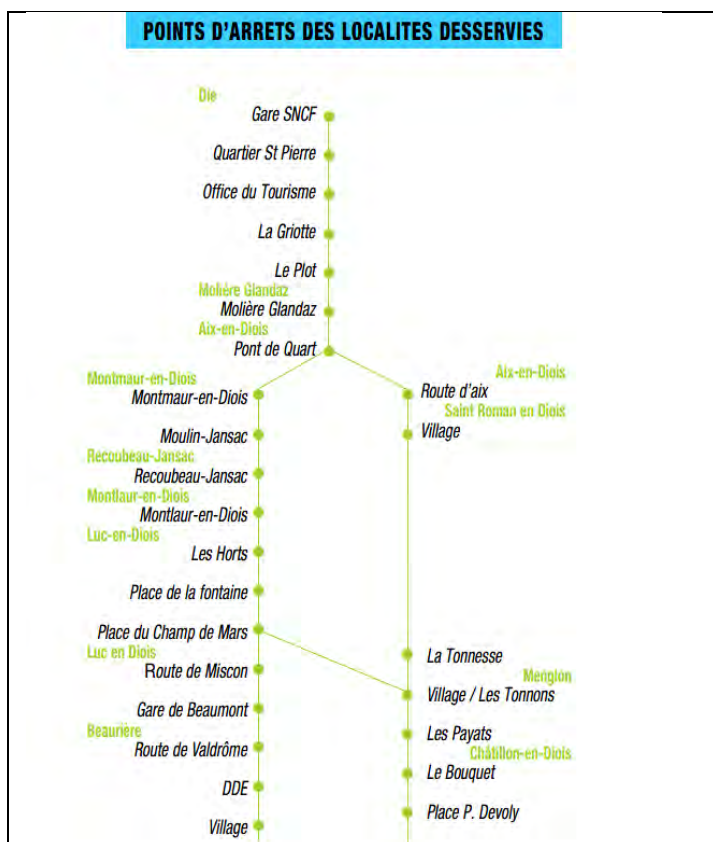 POINTS D'ARRETS DES LOCALITES DESSERVIES
Die
Gare SNCF
Quartier St Pierre
Office du Tourisme
La Griotte
Le Plot
Molière Glandaz
Molière Glandaz
Aix-en-Diois
Pont de Quart
Montmaur-en-Diois
Montmaur-en-Diois
Moulin-Jansac
Recoubeau-Jansac
Recoubeau-Jansac
Montlaur-en-Diois
Montlaur-en-Diois
Luc-en-Diois
Les Horts
Place de la fontaine
Place du Champ de Mars
Luc en Diois
Route de Miscon
Gare de Beaumont
Beaurière
Route de Valdrôme
DDE
Village
Aix-en-Diois
Route d'aix
Saint Roman en Diois
Village
La Tonnesse
Menglon
Village / Les Tonnons
Les Payats
Châtillon-en-Diois
Le Bouquet
Place P. Devoly